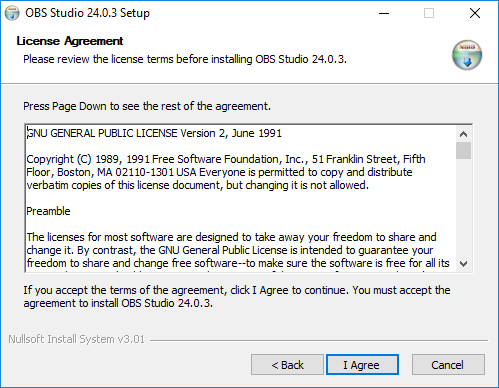 OBS Studio 24.0.3 Setup
License Agreement
Please review the license terms before installing OBS Studio 24.0.3.
Press Page Down to see the rest of the agreement.
GNU GENERAL PUBLIC LICENSE Version 2, June 1991
Copyright (C) 1989, 1991 Free Software Foundation, Inc., 51 Franklin Street, Fifth
Floor, Boston, MA 02110-1301 USA Everyone is permitted to copy and distribute
verbatim copies of this license document, but changing it is not allowed.
Preamble
The licenses for most software are designed to take away your freedom to share and
change it. By contrast, the GNU General Public License is intended to guarantee your
freedom to share and change free software--to make sure the software is free for all its
If you accept the terms of the agreement, click I Agree to continue. You must accept the
agreement to install OBS Studio 24.0.3.
Nullsoft Install System v3.01
< Back
I Agree
Cancel